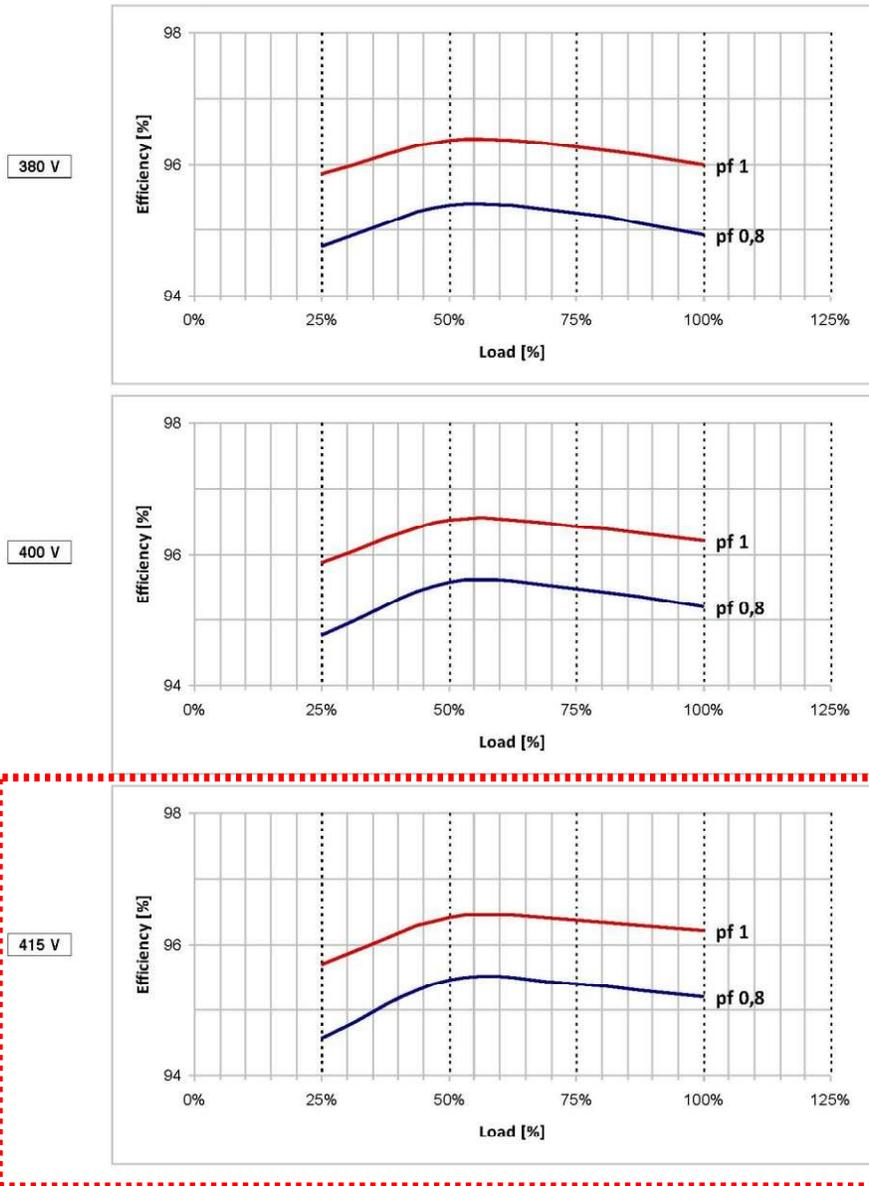 380 V
Efficiency [%]
98
96
94
pf 1
pf 0,8
0% 25% 50% 75% 100% 125%
Load [%]
400 V
Efficiency [%]
98
96
94
pf 1
pf 0,8
0% 25% 50% 75% 100% 125%
Load [%]
415 V
Efficiency [%]
98
96
94
pf 1
pf 0,8
0% 25% 50% 75% 100% 125%
Load [%]